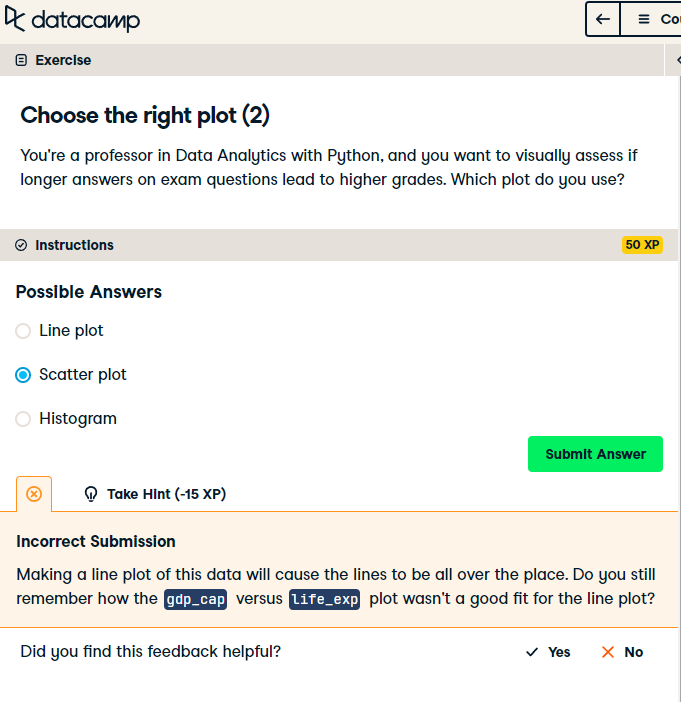 datacamp
Cou
Exercise
Choose the right plot (2)
You're a professor in Data Analytics with Python, and you want to visually assess if
longer answers on exam questions lead to higher grades. Which plot do you use?
Instructions
50 XP
Possible Answers
Line plot
Scatter plot
Histogram
Submit Answer
Take Hint (-15 XP)
Incorrect Submission
Making a line plot of this data will cause the lines to be all over the place. Do you still
remember how the gdp_cap versus life_exp plot wasn't a good fit for the line plot?
Did you find this feedback helpful?
Yes
No